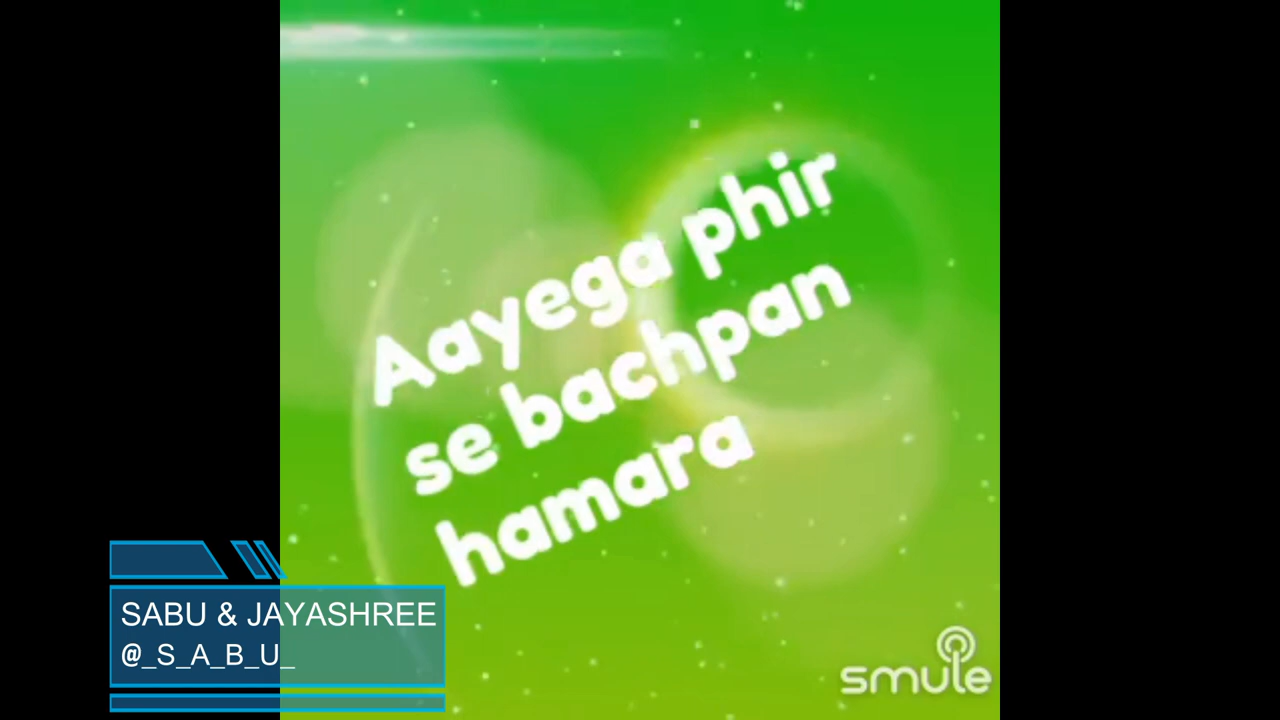 Aayega phir
se bachpan
hamara
SABU & JAYASHREE
@_S_A_B_U_
smule